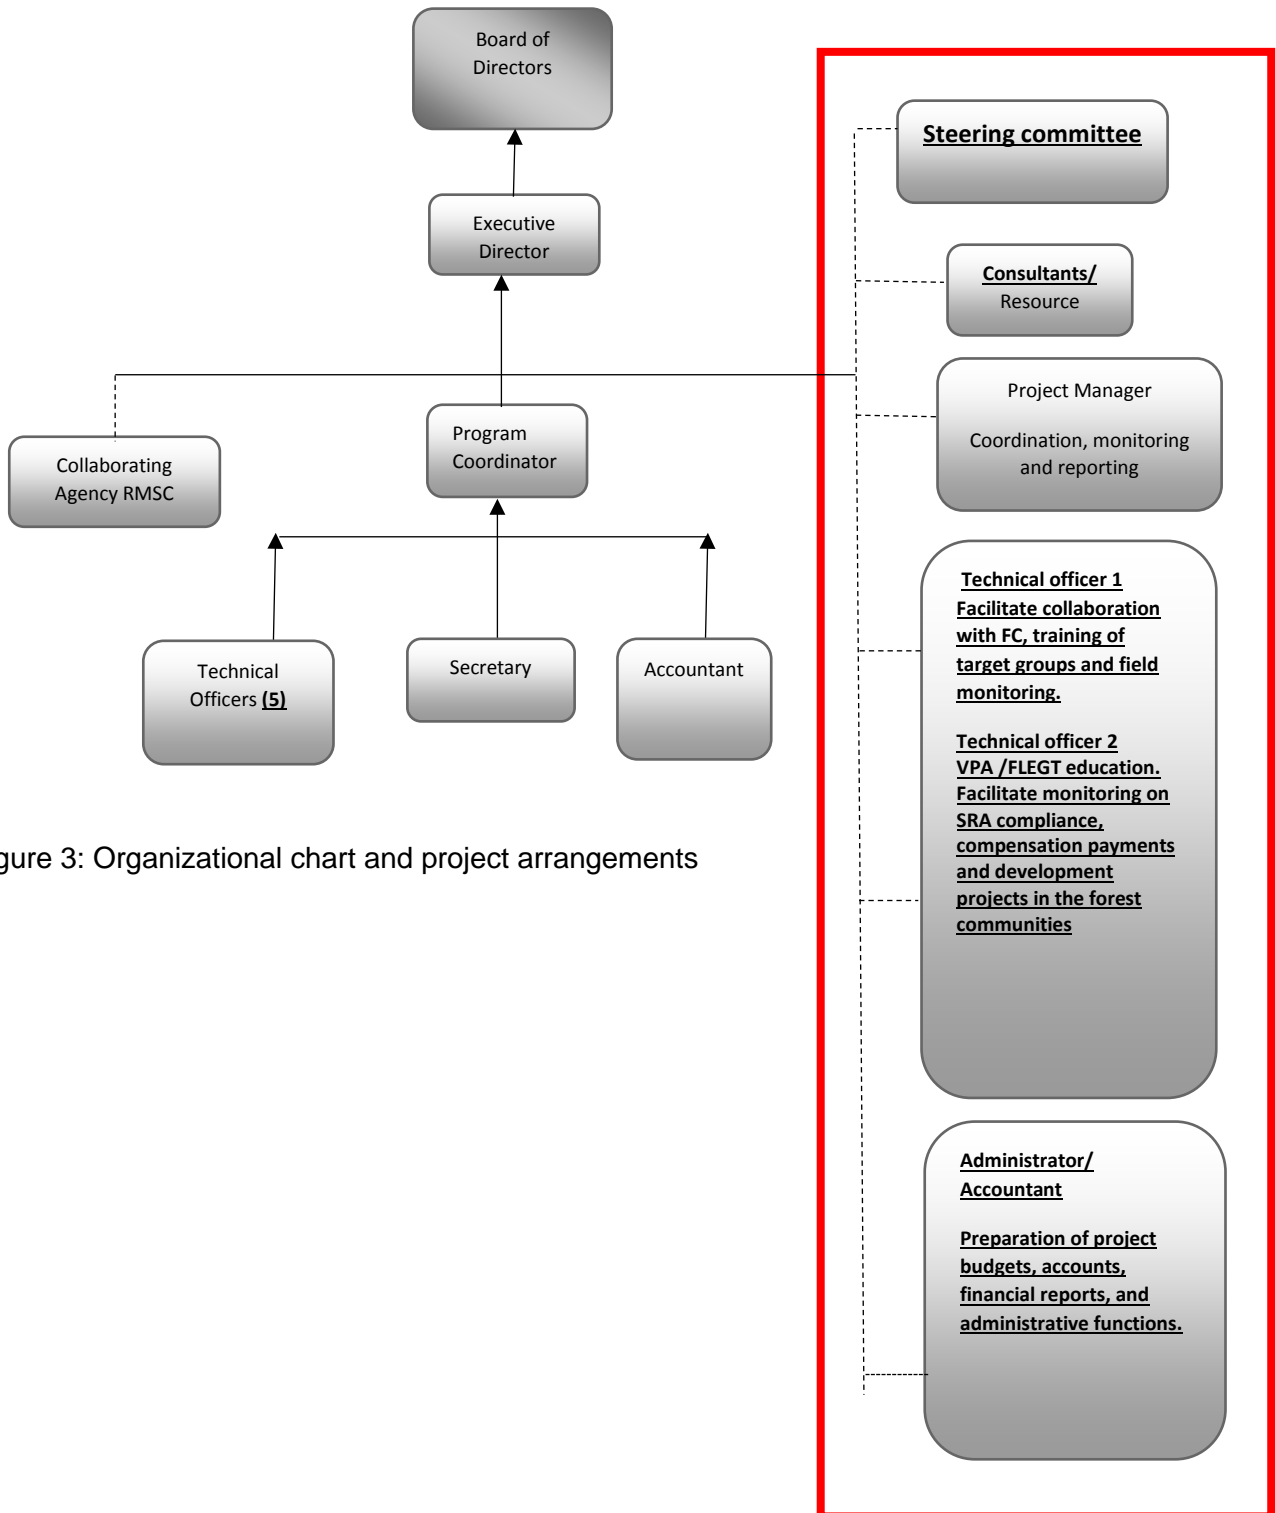 Board of
Directors
Executive
Director
Collaborating
Agency RMSC
Program
Coordinator
Technical
Officers (5)
Secretary
Accountant
gure 3: Organizational chart and project arrangements
Steering committee
Consultants/
Resource
Project Manager
Coordination, monitoring
and reporting
Technical officer 1
Facilitate collaboration
with FC, training of
target groups and field
monitoring.
Technical officer 2
VPA /FLEGT education.
Facilitate monitoring on
SRA compliance,
compensation payments
and development
projects in the forest
communities
Administrator/
Accountant
Preparation of project
budgets, accounts,
financial reports, and
administrative functions.